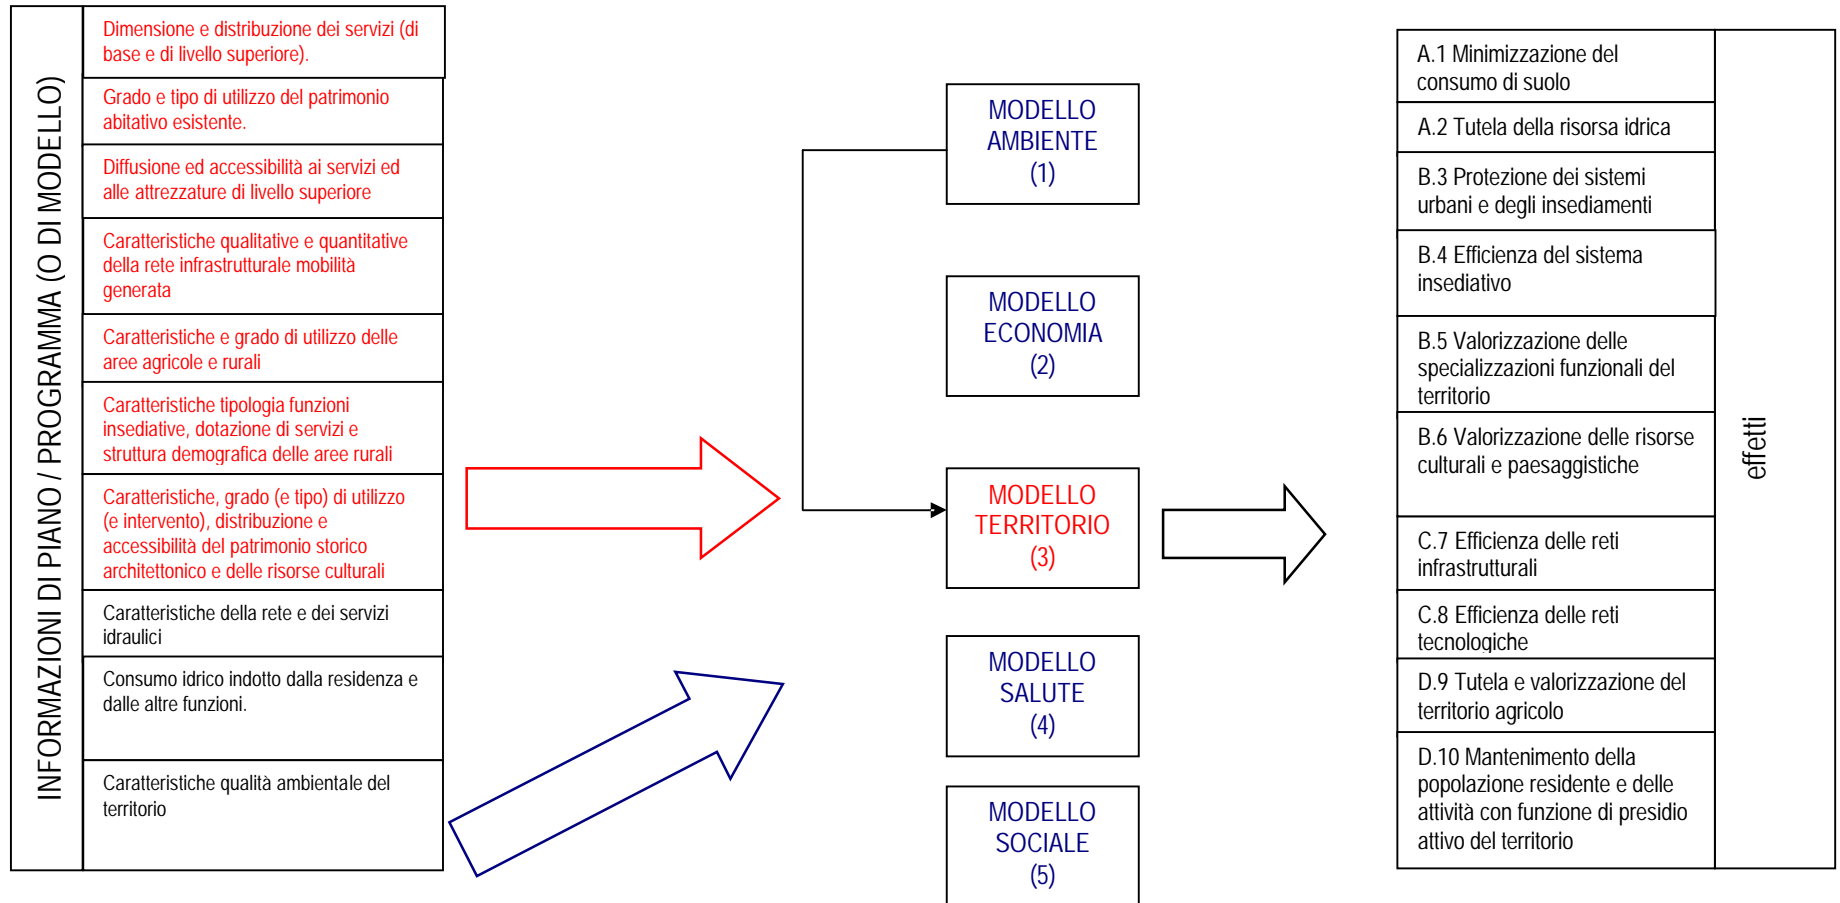 INFORMAZIONI DI PIANO / PROGRAMMA (O DI MODELLO)
Dimensione e distribuzione dei servizi (di
base e di livello superiore).
Grado e tipo di utilizzo del patrimonio
abitativo esistente.
Diffusione ed accessibilità ai servizi ed
alle attrezzature di livello superiore
Caratteristiche qualitative e quantitative
della rete infrastrutturale mobilità
generata
Caratteristiche e grado di utilizzo delle
aree agricole e rurali
Caratteristiche tipologia funzioni
insediative, dotazione di servizi e
struttura demografica delle aree rurali
Caratteristiche, grado (e tipo) di utilizzo
(e intervento), distribuzione e
accessibilità del patrimonio storico
architettonico e delle risorse culturali
Caratteristiche della rete e dei servizi
idraulici
Consumo idrico indotto dalla residenza e
dalle altre funzioni.
Caratteristiche qualità ambientale del
territorio
MODELLO
AMBIENTE
(1)
MODELLO
ECONOMIA
(2)
MODELLO
TERRITORIO
(3)
MODELLO
SALUTE
(4)
MODELLO
SOCIALE
(5)
A.1 Minimizzazione del
consumo di suolo
A.2 Tutela della risorsa idrica
B.3 Protezione dei sistemi
urbani e degli insediamenti
B.4 Efficienza del sistema
insediativo
B.5 Valorizzazione delle
specializzazioni funzionali del
territorio
B.6 Valorizzazione delle risorse
culturali e paesaggistiche
C.7 Efficienza delle reti
infrastrutturali
C.8 Efficienza delle reti
tecnologiche
D.9 Tutela e valorizzazione del
territorio agricolo
D.10 Mantenimento della
popolazione residente e delle
attività con funzione di presidio
attivo del territorio
effetti